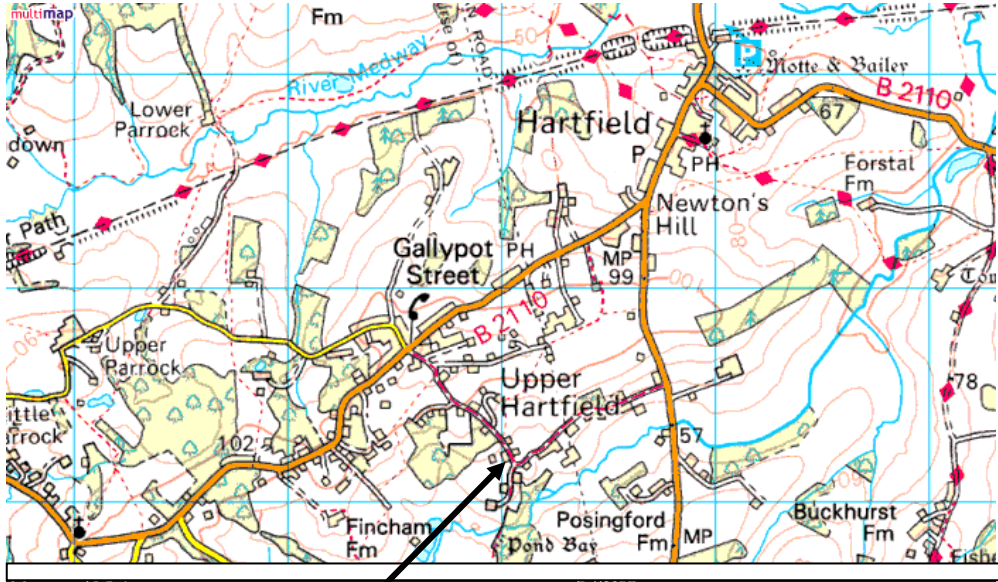 multimap
Fm
ROAD
50
River Medway
P
Motte & Bailey
B 2110
67
Lower
Parrock
Hartfield
P
PH
down
Forstal
Fm
Path
Newton's
Hill
80
Gallypot
Street
PH
MP
99
100
B 2110
Upper
Parrock
Upper
Hartfield
78
102
57
Fincham
Fm
Posingford
Fm
MP
Buckhurst
Fm
Pond Bay